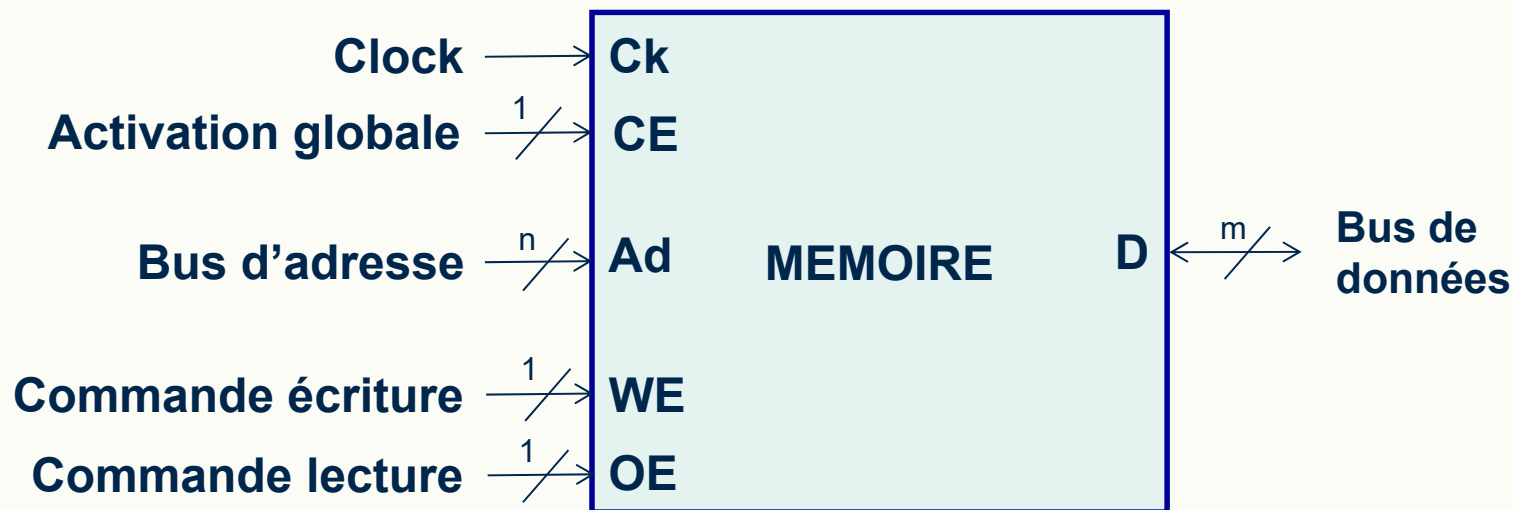 Clock
Ck
1
Activation globale
CE
n
Bus d’adresse
Ad
MEMOIRE
D
m
Bus de
données
1
Commande écriture
WE
1
Commande lecture
OE